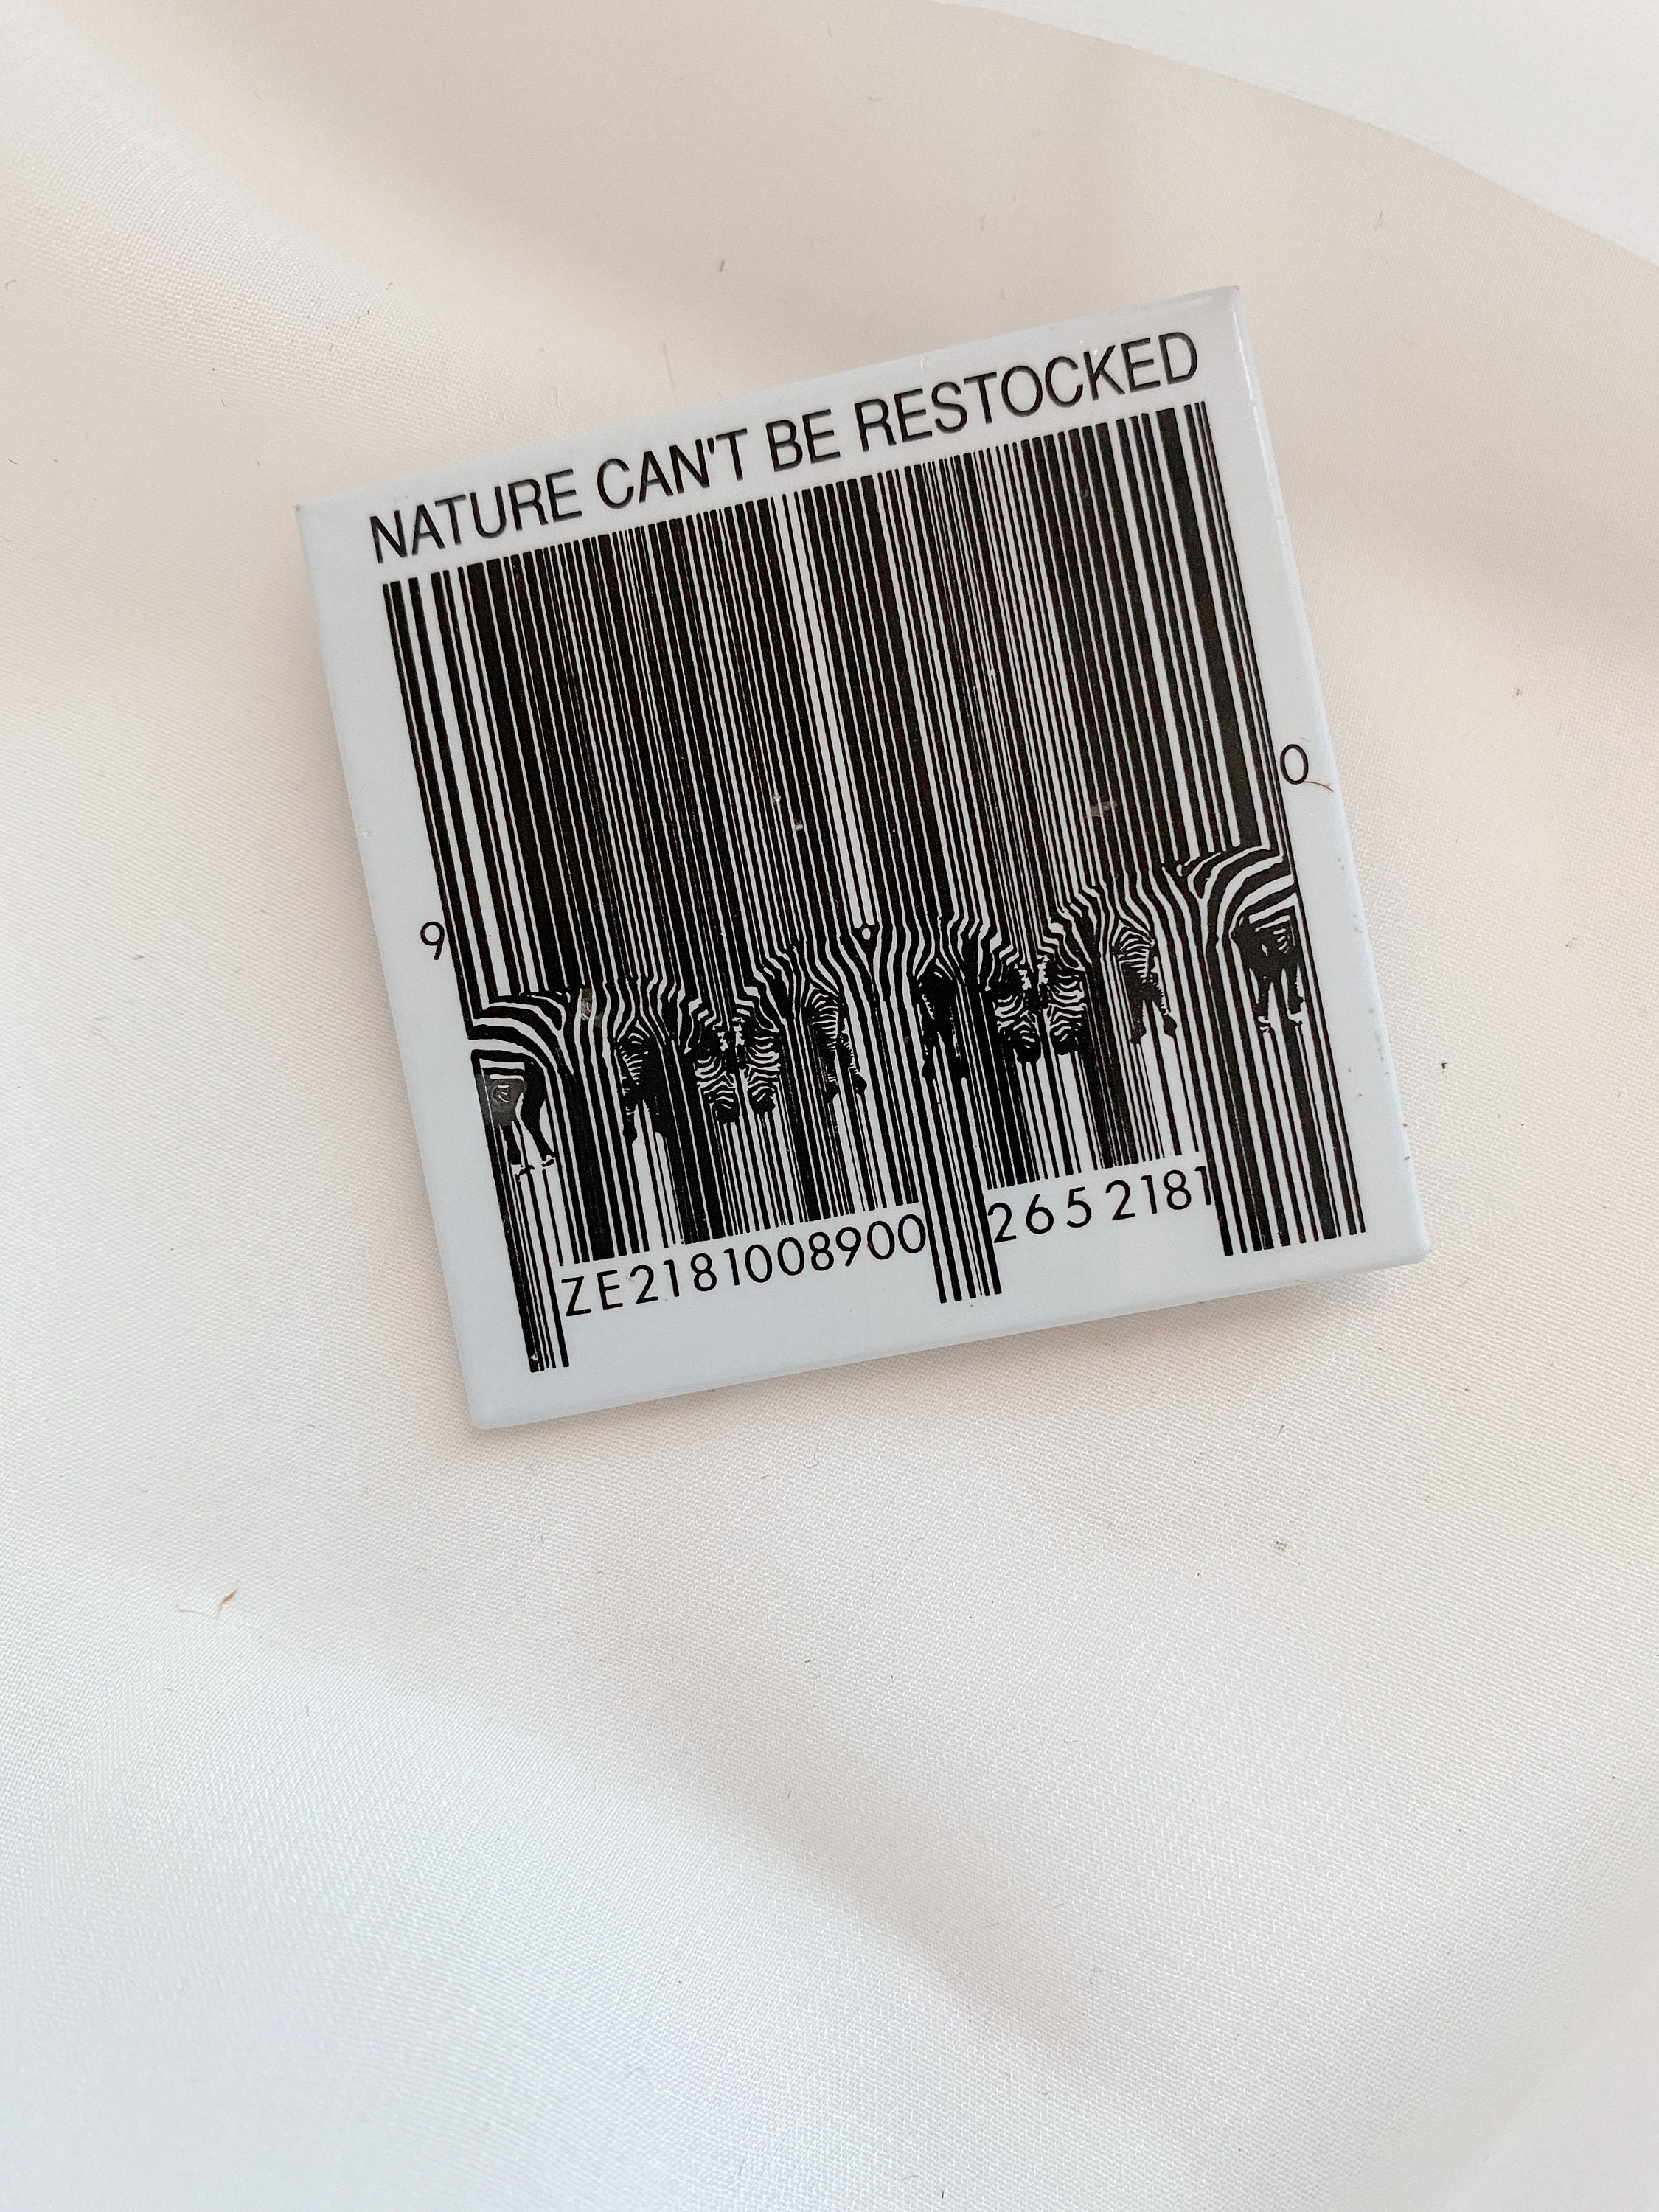 NATURE CAN'T BE RESTOCKED
9
0
ZE2181008900 265 2181